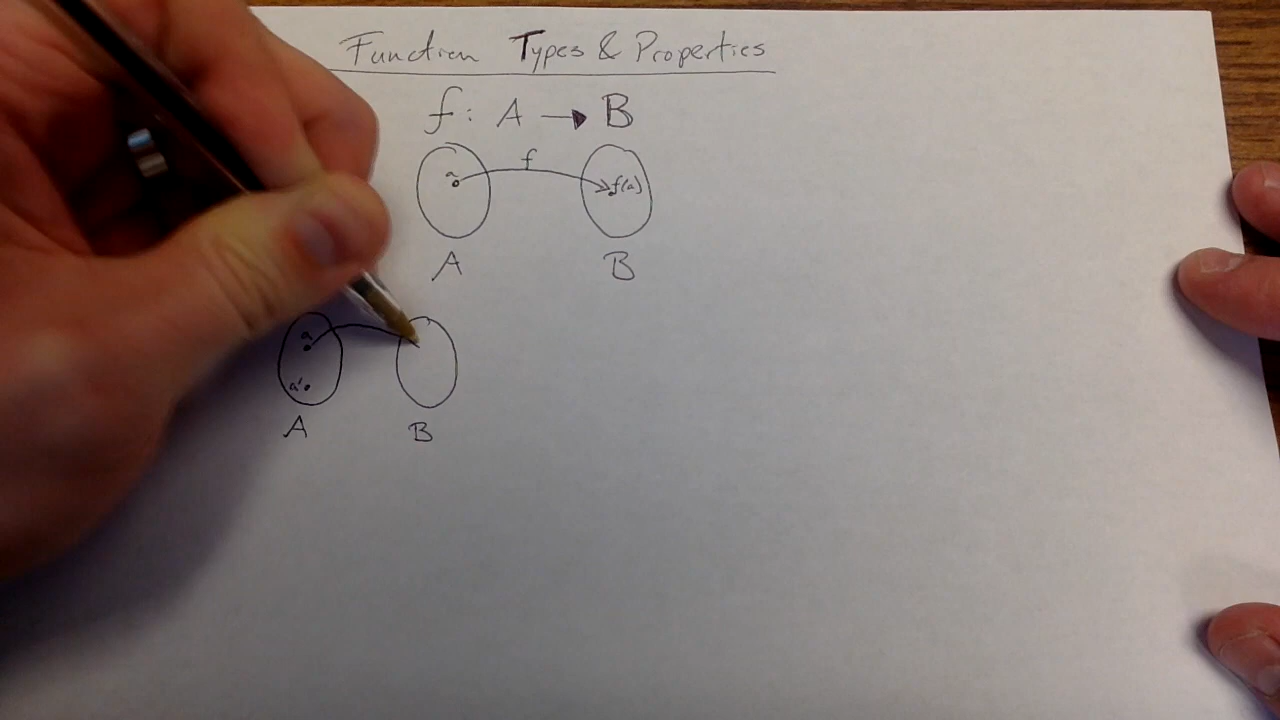 Function Types & Properties
f: A → B
f
a f(a)
A B
a
a'
A B